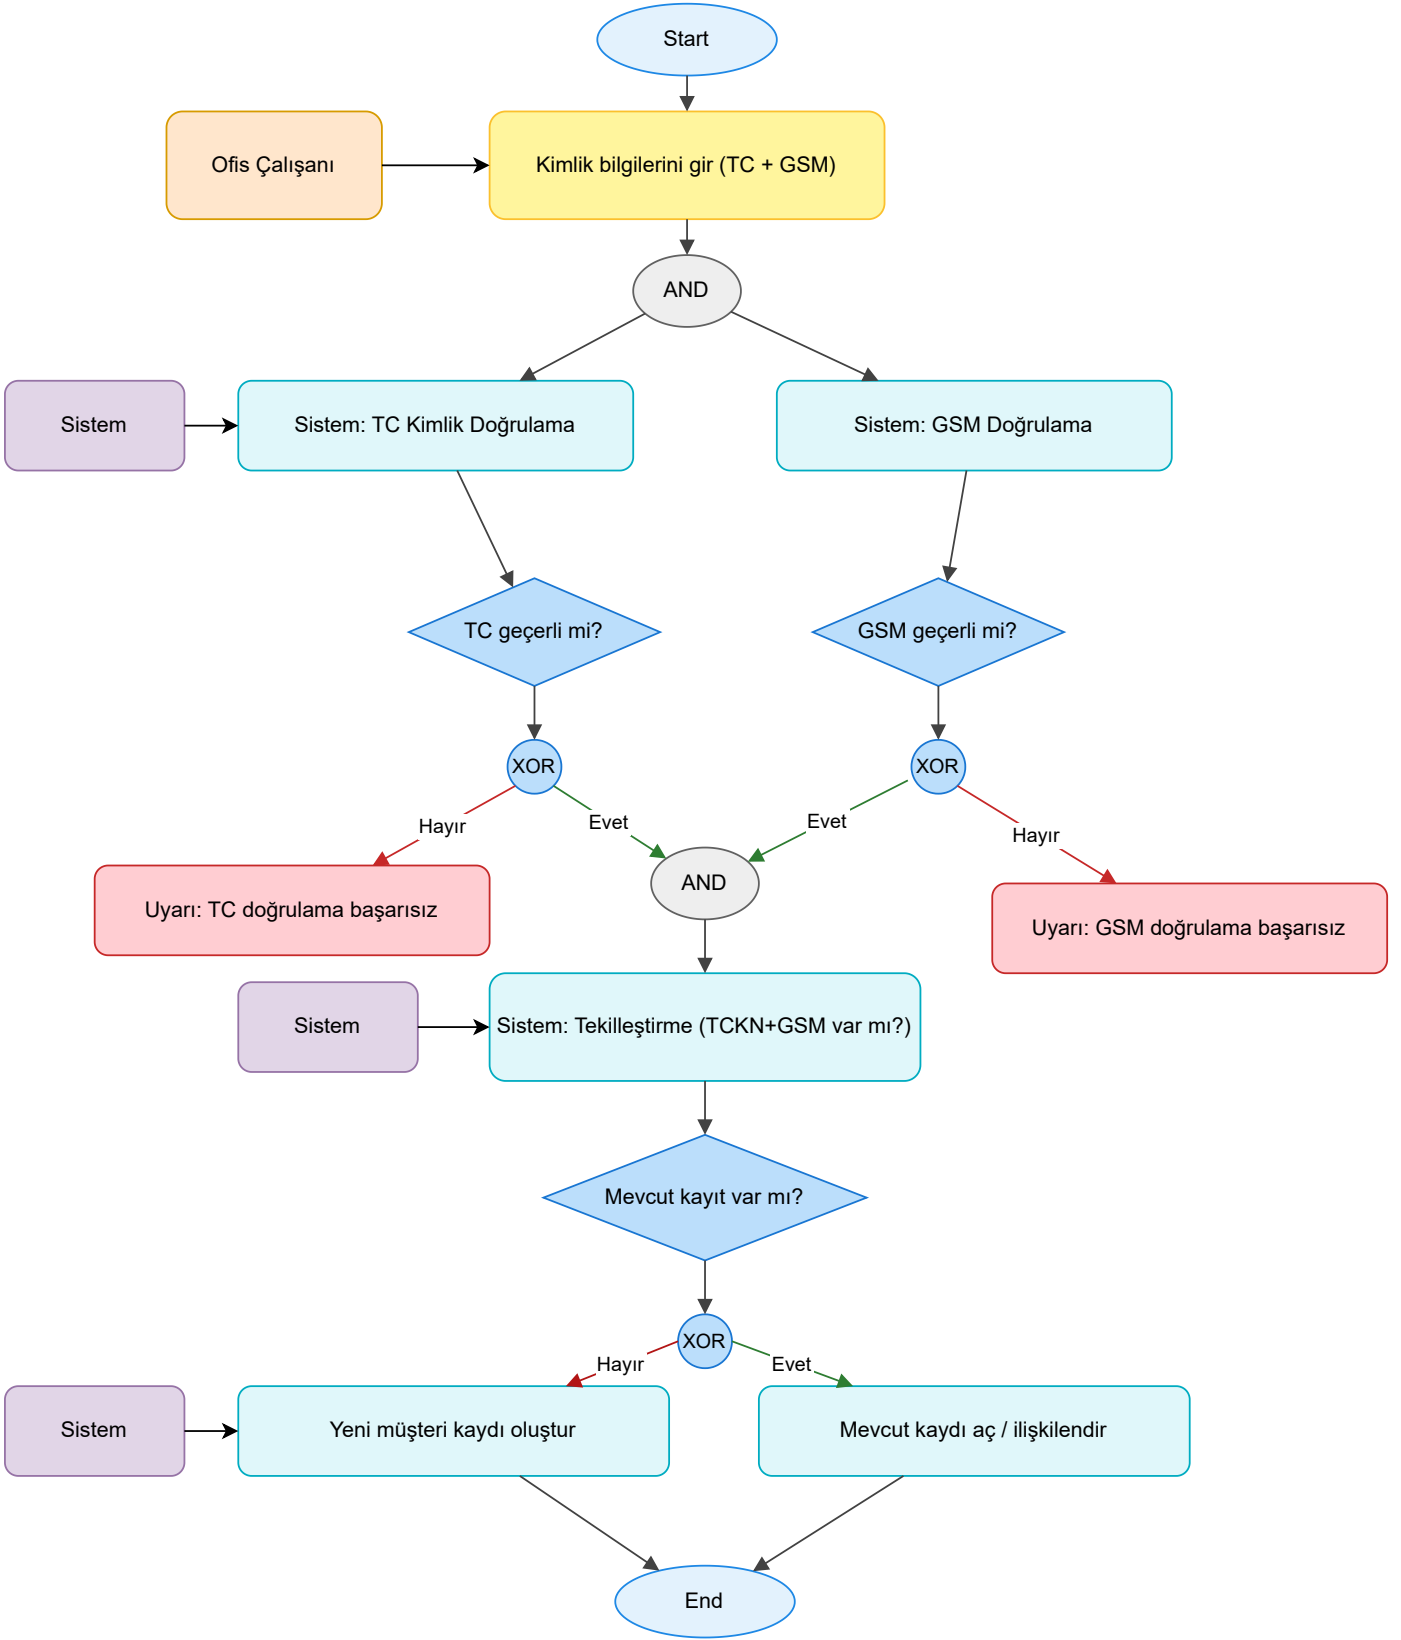 Start
Ofis Çalışanı
Kimlik bilgilerini gir (TC + GSM)
AND
Sistem
Sistem: TC Kimlik Doğrulama
Sistem: GSM Doğrulama
TC geçerli mi?
GSM geçerli mi?
XOR
XOR
Hayır
Evet
Evet
Hayır
AND
Uyarı: TC doğrulama başarısız
Uyarı: GSM doğrulama başarısız
Sistem
Sistem: Tekilleştirme (TCKN+GSM var mı?)
Mevcut kayıt var mı?
XOR
Hayır
Evet
Sistem
Yeni müşteri kaydı oluştur
Mevcut kaydı aç / ilişkilendir
End